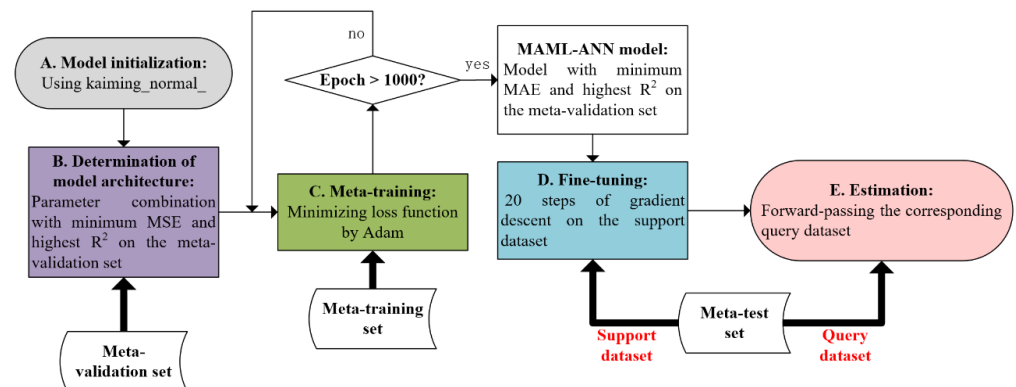 A. Model initialization:
Using kaiming_normal_
B. Determination of
model architecture:
Parameter combination
with minimum MSE and
highest R² on the meta-
validation set
Meta-
validation set
no
Epoch > 1000?
yes
C. Meta-training:
Minimizing loss function
by Adam
Meta-training
set
MAML-ANN model:
Model with minimum
MAE and highest R² on
the meta-validation set
D. Fine-tuning:
20 steps of gradient
descent on the support
dataset
E. Estimation:
Forward-passing the corresponding
query dataset
Support
dataset
Meta-test
set
Query
dataset